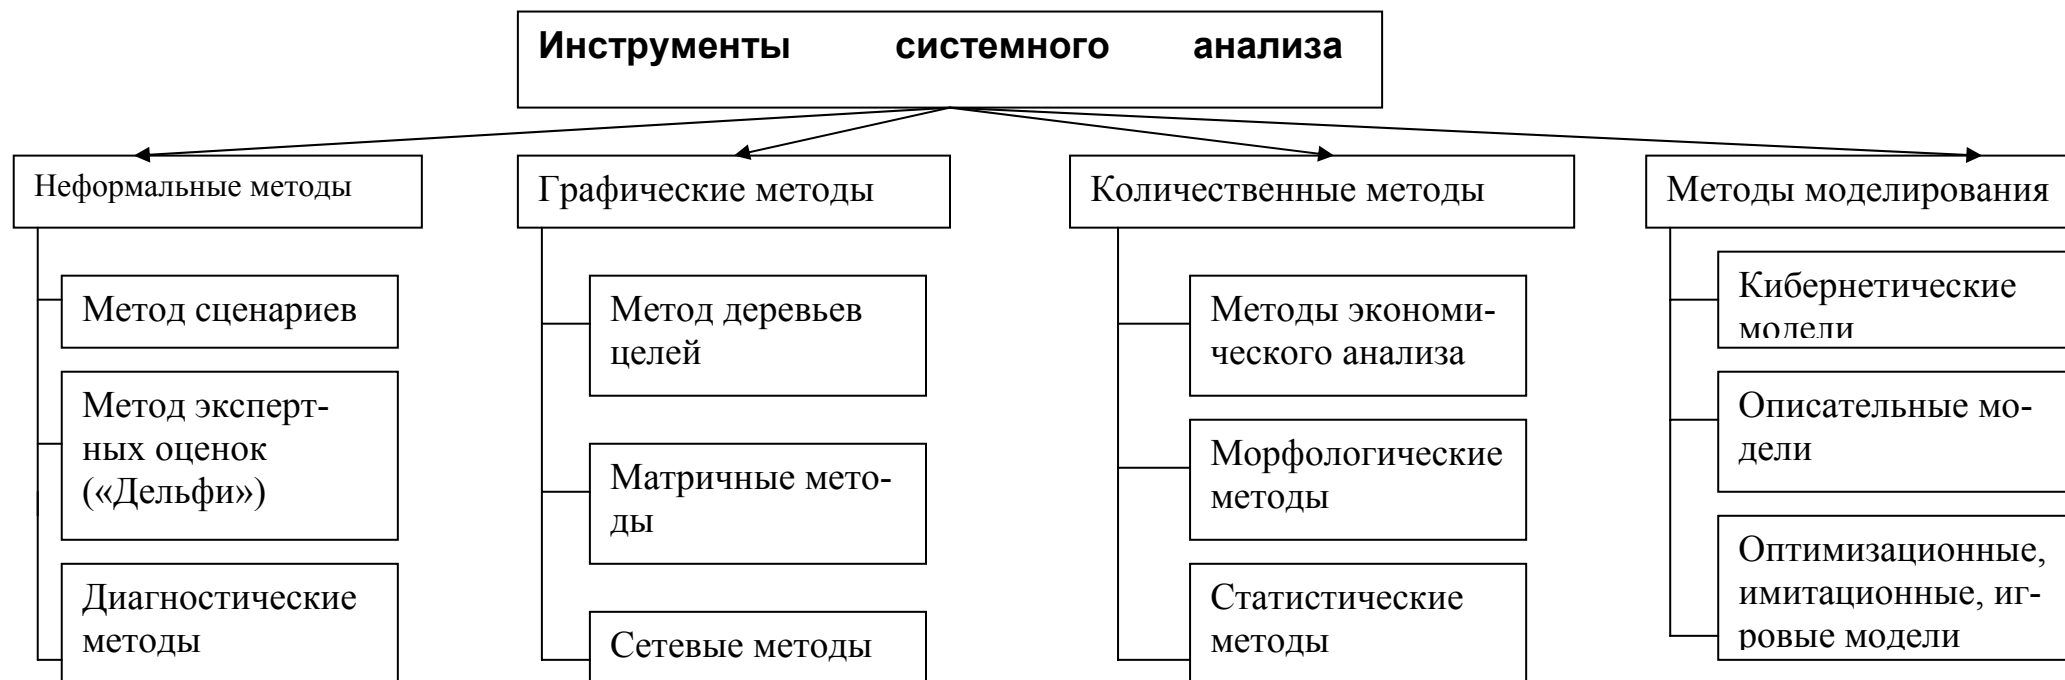 Инструменты системного анализа
Неформальные методы
Графические методы
Количественные методы
Методы моделирования
Метод сценариев
Метод эксперт-
ных оценок
(«Дельфи»)
Диагностические
методы
Метод деревьев
целей
Матричные мето-
ды
Сетевые методы
Методы экономи-
ческого анализа
Морфологические
методы
Статистические
методы
Кибернетические
модели
Описательные мо-
дели
Оптимизационные,
имитационные, иг-
ровые модели